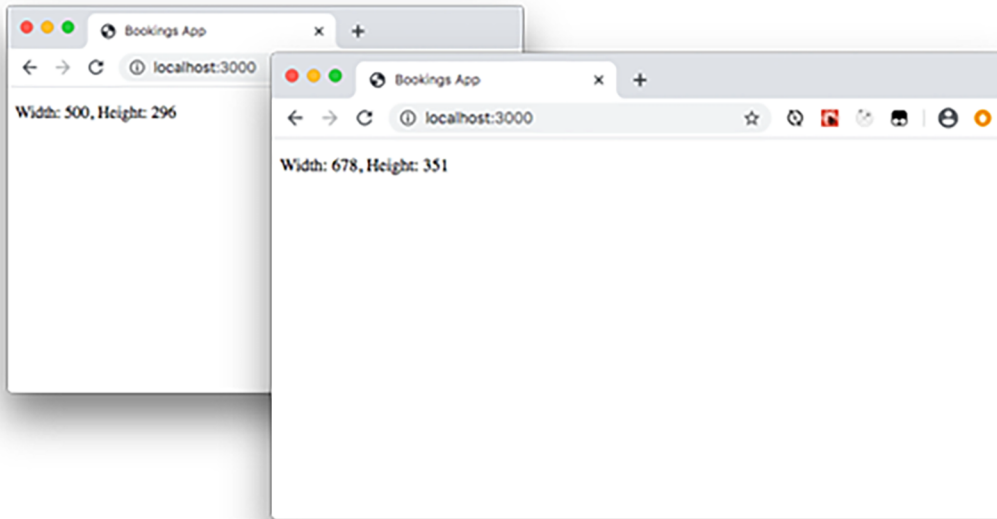 Bookings App
localhost:3000
Width: 500, Height: 296
Bookings App
localhost:3000
Width: 678, Height: 351